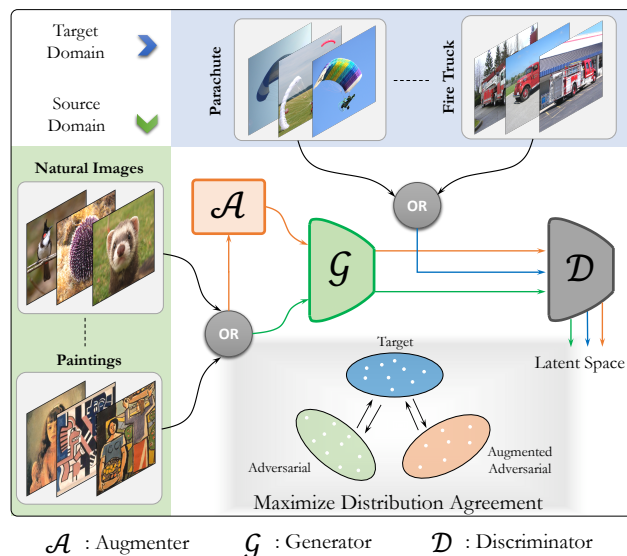 Target
Domain
Source
Domain
Parachute
Fire Truck
Natural Images
Paintings
𝒜
OR
OR
𝒢
𝒟
Latent Space
Target
Adversarial
Augmented
Adversarial
Maximize Distribution Agreement
𝒜 : Augmenter 𝒢 : Generator 𝒟 : Discriminator